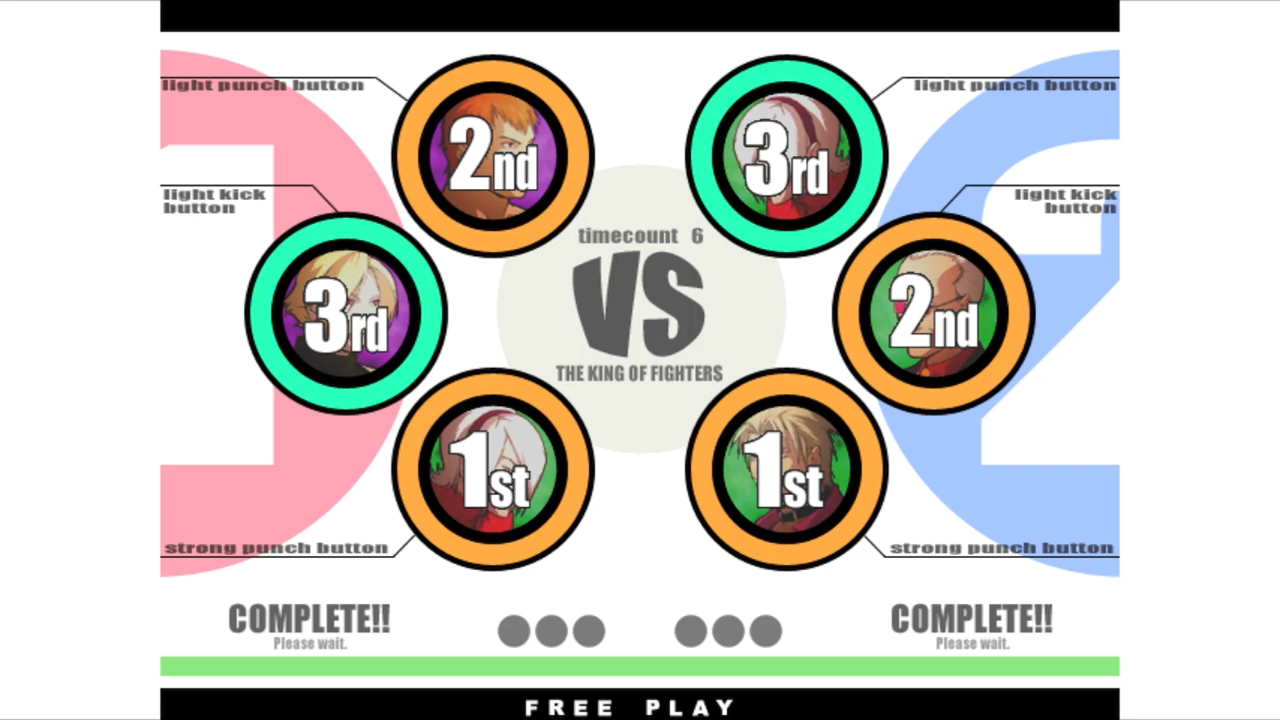 light punch button
light punch button
2nd
3rd
light kick
button
light kick
button
timecount 6
VS
THE KING OF FIGHTERS
3rd
2nd
1st
1st
strong punch button
strong punch button
COMPLETE!!
Please wait.
COMPLETE!!
Please wait.
FREE PLAY